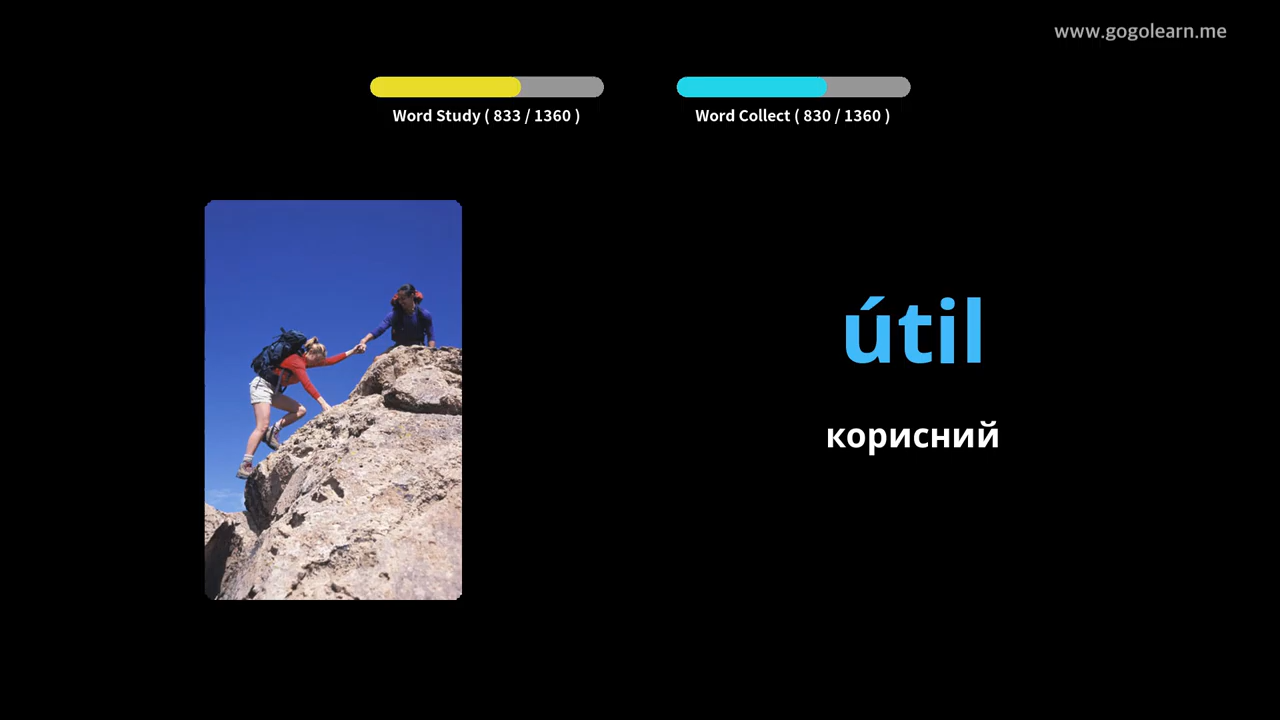 www.gogolearn.me
Word Study ( 833 / 1360 )
Word Collect ( 830 / 1360 )
útil
корисний